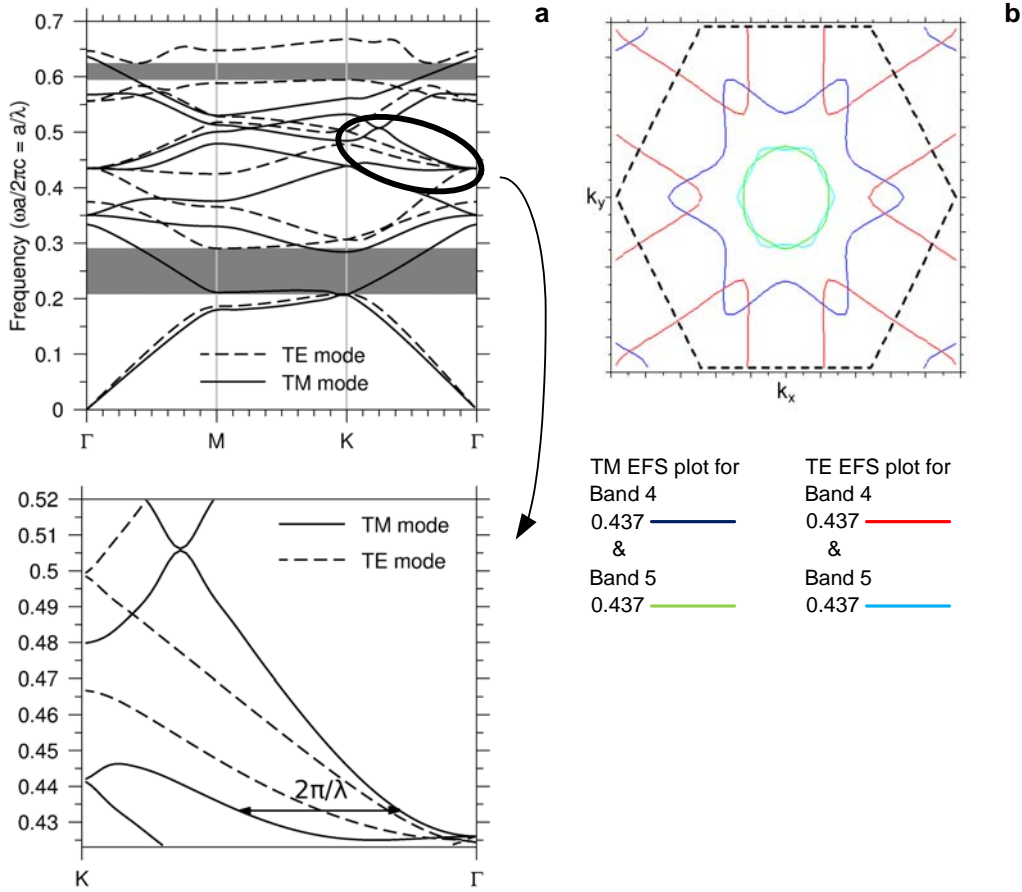 a
b
0.7
0.6
0.5
0.4
0.3
0.2
0.1
0
Frequency (ωa/2πc = a/λ)
TE mode
TM mode
Γ
M
K
Γ
k_y
k_x
TM EFS plot for
Band 4
0.437
&
Band 5
0.437
TE EFS plot for
Band 4
0.437
&
Band 5
0.437
0.52
0.51
0.5
0.49
0.48
0.47
0.46
0.45
0.44
0.43
TM mode
TE mode
2π/λ
K
Γ